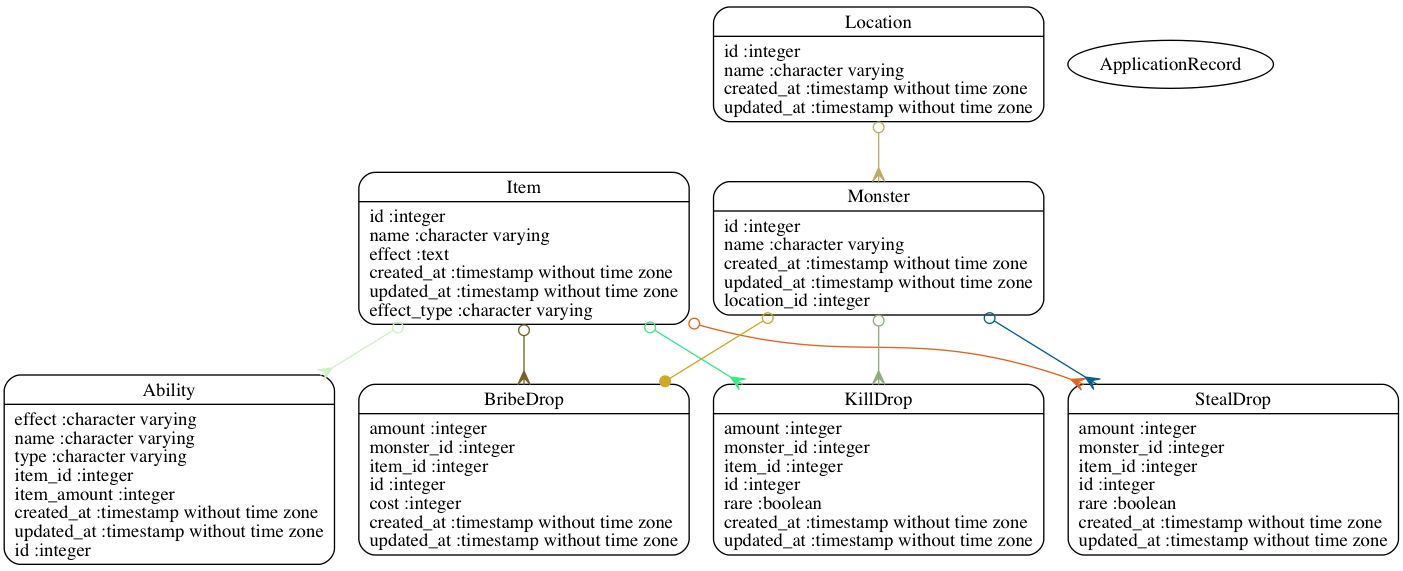 Location
id :integer
name :character varying
created_at :timestamp without time zone
updated_at :timestamp without time zone
ApplicationRecord
Item
id :integer
name :character varying
effect :text
created_at :timestamp without time zone
updated_at :timestamp without time zone
effect_type :character varying
Monster
id :integer
name :character varying
created_at :timestamp without time zone
updated_at :timestamp without time zone
location_id :integer
Ability
effect :character varying
name :character varying
type :character varying
item_id :integer
item_amount :integer
created_at :timestamp without time zone
updated_at :timestamp without time zone
id :integer
BribeDrop
amount :integer
monster_id :integer
item_id :integer
id :integer
cost :integer
created_at :timestamp without time zone
updated_at :timestamp without time zone
KillDrop
amount :integer
monster_id :integer
item_id :integer
id :integer
rare :boolean
created_at :timestamp without time zone
updated_at :timestamp without time zone
StealDrop
amount :integer
monster_id :integer
item_id :integer
id :integer
rare :boolean
created_at :timestamp without time zone
updated_at :timestamp without time zone